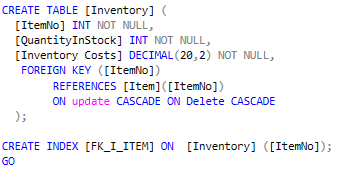 CREATE TABLE [Inventory] (
[ItemNo] INT NOT NULL,
[QuantityInStock] INT NOT NULL,
[Inventory Costs] DECIMAL(20,2) NOT NULL,
FOREIGN KEY ([ItemNo])
REFERENCES [Item]([ItemNo])
ON update CASCADE ON Delete CASCADE
);
CREATE INDEX [FK_I_ITEM] ON [Inventory] ([ItemNo]);
GO